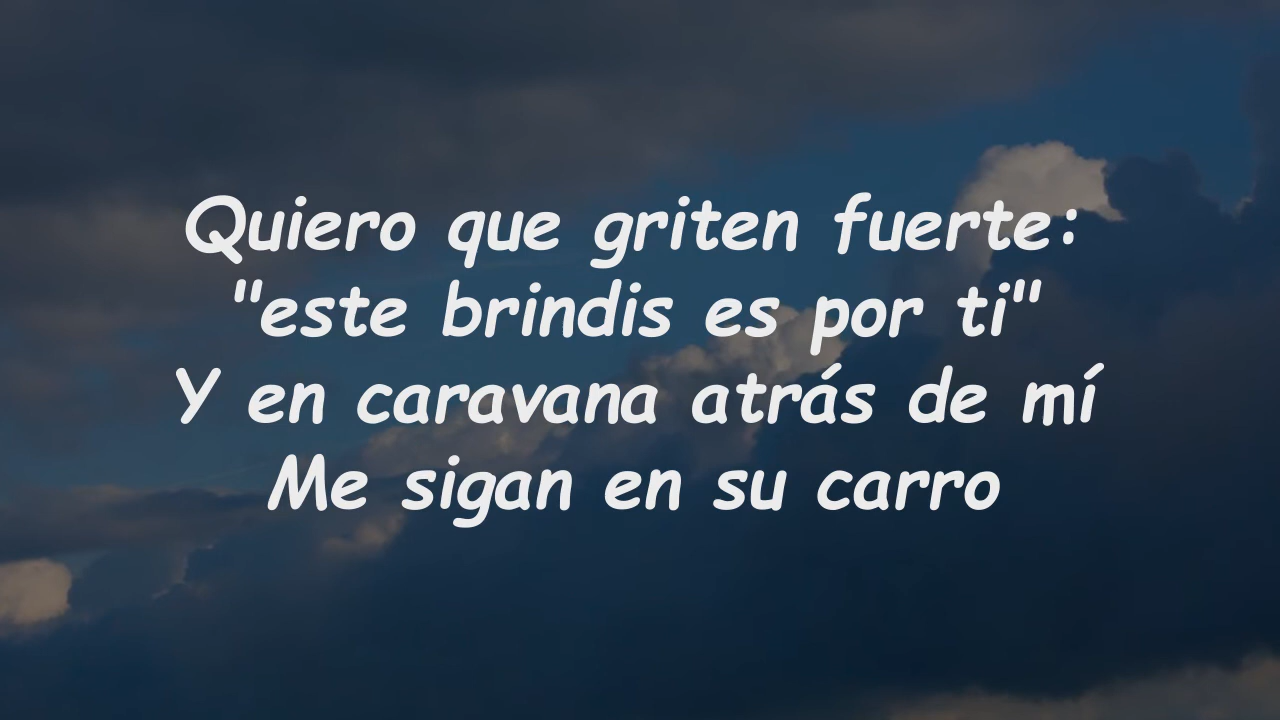 Quiero que griten fuerte:
"este brindis es por ti"
Y en caravana atrás de mí
Me sigan en su carro